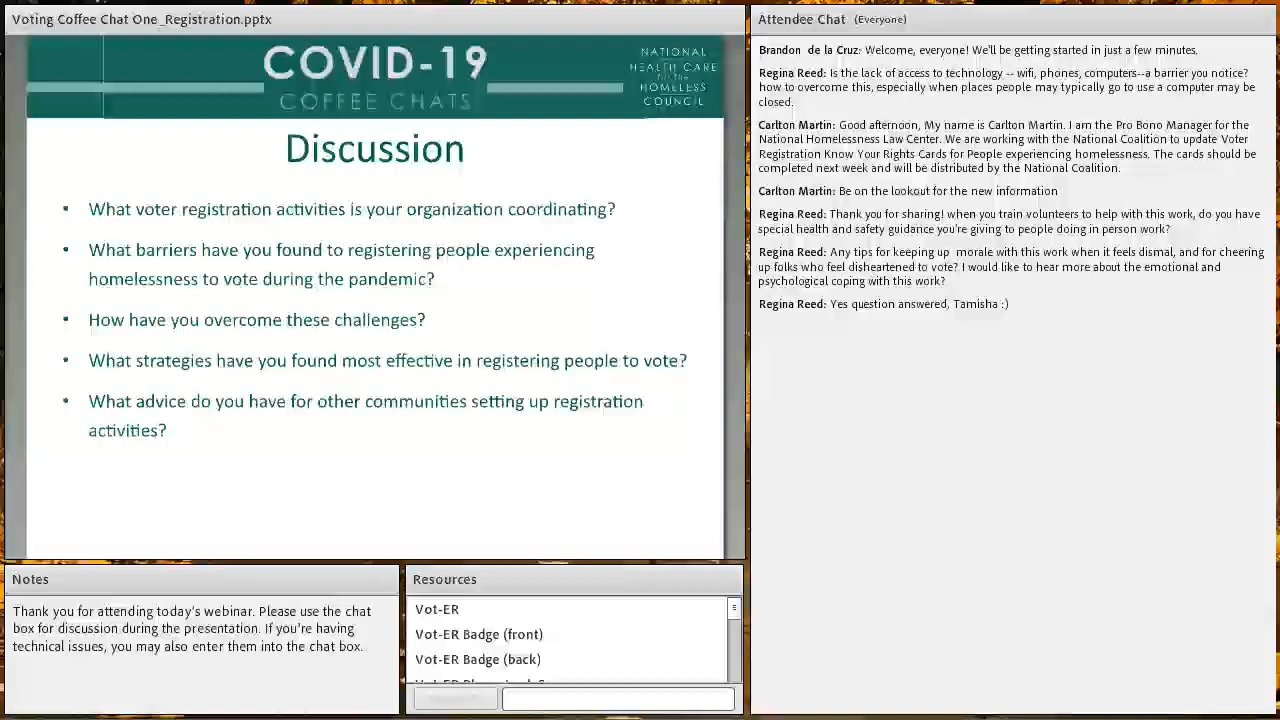 Voting Coffee Chat One_Registration.pptx
COVID-19
COFFEE CHATS
NATIONAL
HEALTH CARE
for the
HOMELESS
COUNCIL
Discussion
• What voter registration activities is your organization coordinating?
• What barriers have you found to registering people experiencing
homelessness to vote during the pandemic?
• How have you overcome these challenges?
• What strategies have you found most effective in registering people to vote?
• What advice do you have for other communities setting up registration
activities?
Notes
Thank you for attending today's webinar. Please use the chat
box for discussion during the presentation. If you're having
technical issues, you may also enter them into the chat box.
Resources
Vot-ER
Vot-ER Badge (front)
Vot-ER Badge (back)
Attendee Chat (Everyone)
Brandon de la Cruz: Welcome, everyone! We'll be getting started in just a few minutes.
Regina Reed: Is the lack of access to technology -- wifi, phones, computers--a barrier you notice?
how to overcome this, especially when places people may typically go to use a computer may be
closed.
Carlton Martin: Good afternoon, My name is Carlton Martin. I am the Pro Bono Manager for the
National Homelessness Law Center. We are working with the National Coalition to update Voter
Registration Know Your Rights Cards for People experiencing homelessness. The cards should be
completed next week and will be distributed by the National Coalition.
Carlton Martin: Be on the lookout for the new information
Regina Reed: Thank you for sharing! when you train volunteers to help with this work, do you have
special health and safety guidance you're giving to people doing in person work?
Regina Reed: Any tips for keeping up morale with this work when it feels dismal, and for cheering
up folks who feel disheartened to vote? I would like to hear more about the emotional and
psychological coping with this work?
Regina Reed: Yes question answered, Tamisha :)